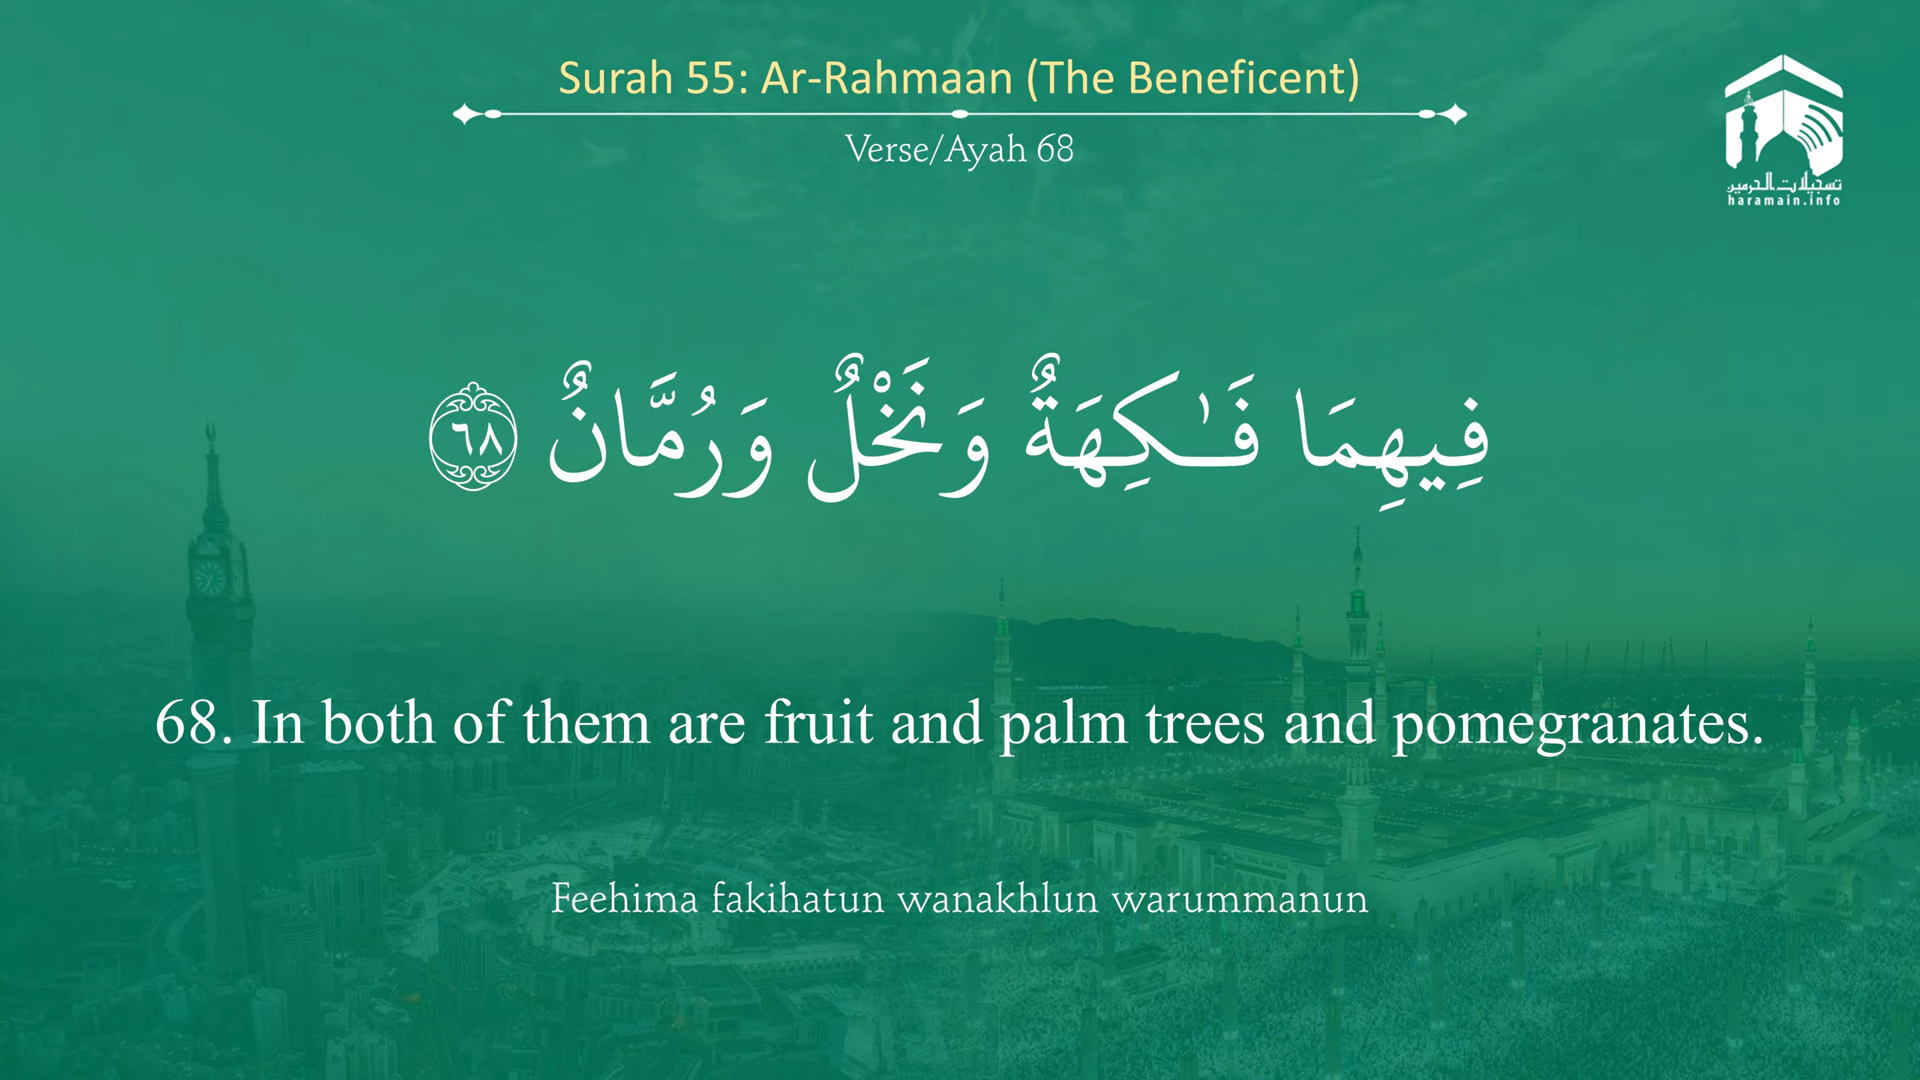 Surah 55: Ar-Rahmaan (The Beneficent)
Verse/Ayah 68
تسجيلات الحرمين
haramain.info
فِيهِمَا فَـٰكِهَةٌ وَنَخْلٌ وَرُمَّانٌ ٦٨
68. In both of them are fruit and palm trees and pomegranates.
Feehima fakihatun wanakhlun warummanun